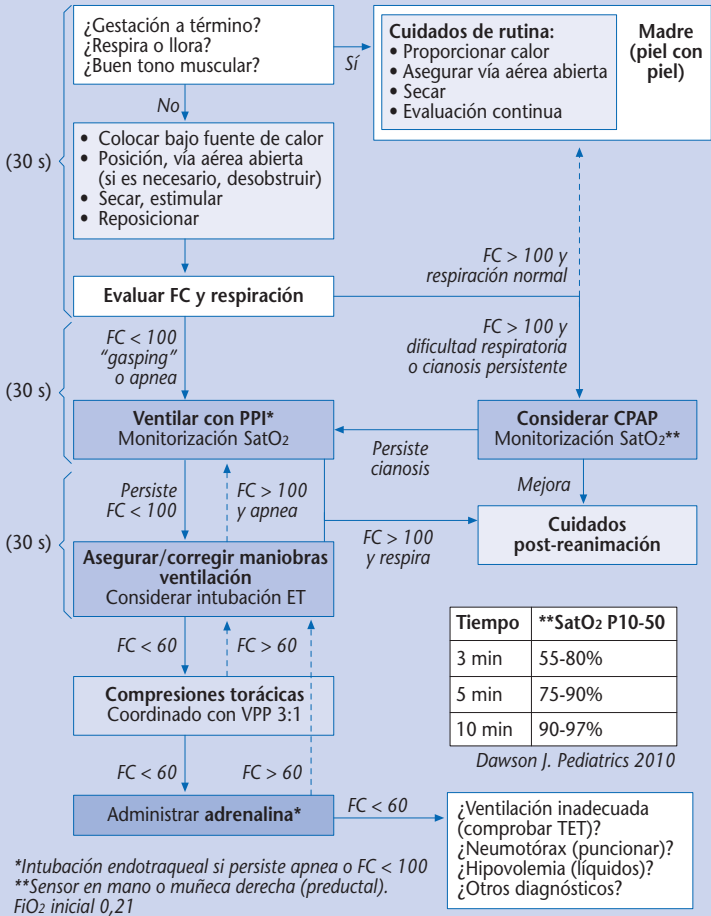 ¿Gestación a término?
¿Respira o llora?
¿Buen tono muscular?
Sí
Cuidados de rutina:
• Proporcionar calor
• Asegurar vía aérea abierta
• Secar
• Evaluación continua
Madre
(piel con
piel)
No
(30 s)
• Colocar bajo fuente de calor
• Posición, vía aérea abierta
(si es necesario, desobstruir)
• Secar, estimular
• Reposicionar
FC > 100 y
respiración normal
Evaluar FC y respiración
FC < 100
“gasping”
o apnea
FC > 100 y
dificultad respiratoria
o cianosis persistente
(30 s)
Ventilar con PPI*
Monitorización SatO2
Persiste
cianosis
Considerar CPAP
Monitorización SatO2**
Mejora
Persiste
FC < 100
FC > 100
y apnea
FC > 100
y respira
Cuidados
post-reanimación
(30 s)
Asegurar/corregir maniobras
ventilación
Considerar intubación ET
FC < 60
FC > 60
Compresiones torácicas
Coordinado con VPP 3:1
FC < 60
FC > 60
Tiempo **SatO2 P10-50
3 min 55-80%
5 min 75-90%
10 min 90-97%
Dawson J. Pediatrics 2010
Administrar adrenalina*
FC < 60
¿Ventilación inadecuada
(comprobar TET)?
¿Neumotórax (puncionar)?
¿Hipovolemia (líquidos)?
¿Otros diagnósticos?
*Intubación endotraqueal si persiste apnea o FC < 100
**Sensor en mano o muñeca derecha (preductal).
FiO2 inicial 0,21